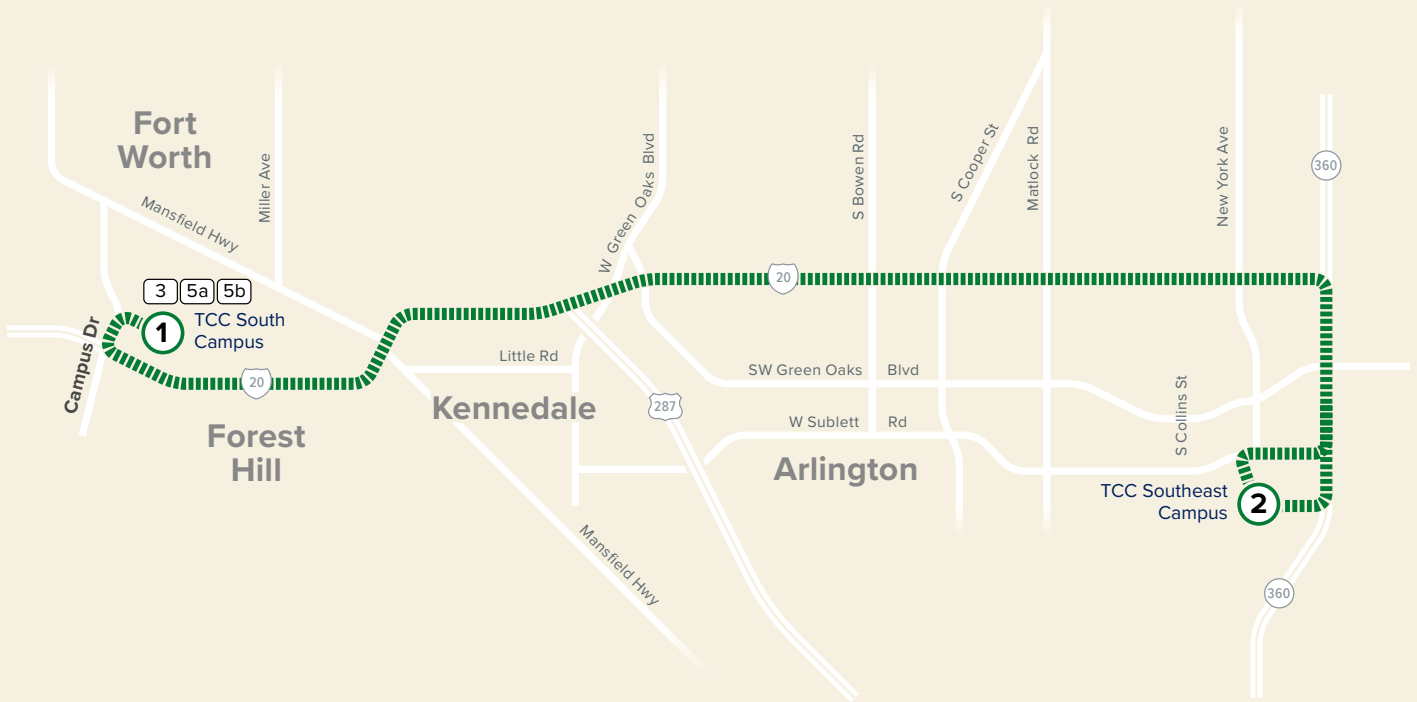 Fort
Worth
Miller Ave
Mansfield Hwy
W Green Oaks Blvd
S Bowen Rd
S Cooper St
Matlock Rd
New York Ave
360
3 5a 5b
1
TCC South
Campus
Campus Dr
20
20
Little Rd
Kennedale
Forest
Hill
287
SW Green Oaks Blvd
W Sublett Rd
Arlington
S Collins St
TCC Southeast
Campus
2
Mansfield Hwy
360